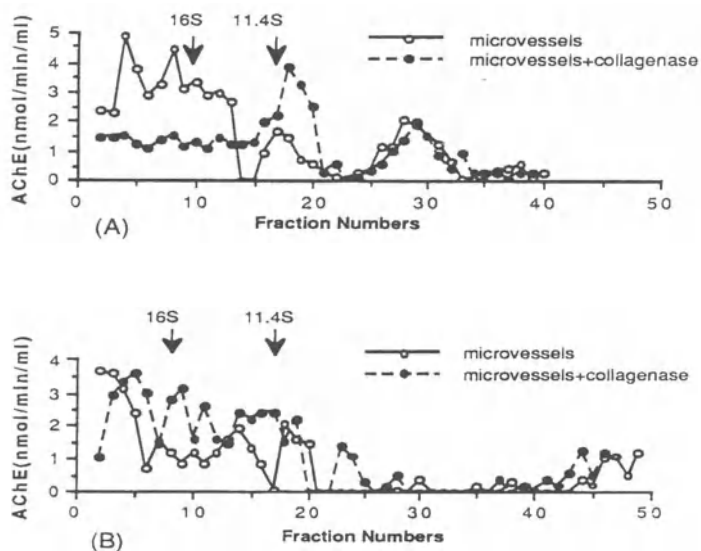 16S 11.4S
AChE(nmol/min/ml)
5
4
3
2
1
0
microvessels
microvessels+collagenase
0 10 20 30 40 50
Fraction Numbers
(A)
16S 11.4S
AChE(nmol/min/ml)
4
3
2
1
0
microvessels
microvessels+collagenase
0 10 20 30 40 50
Fraction Numbers
(B)